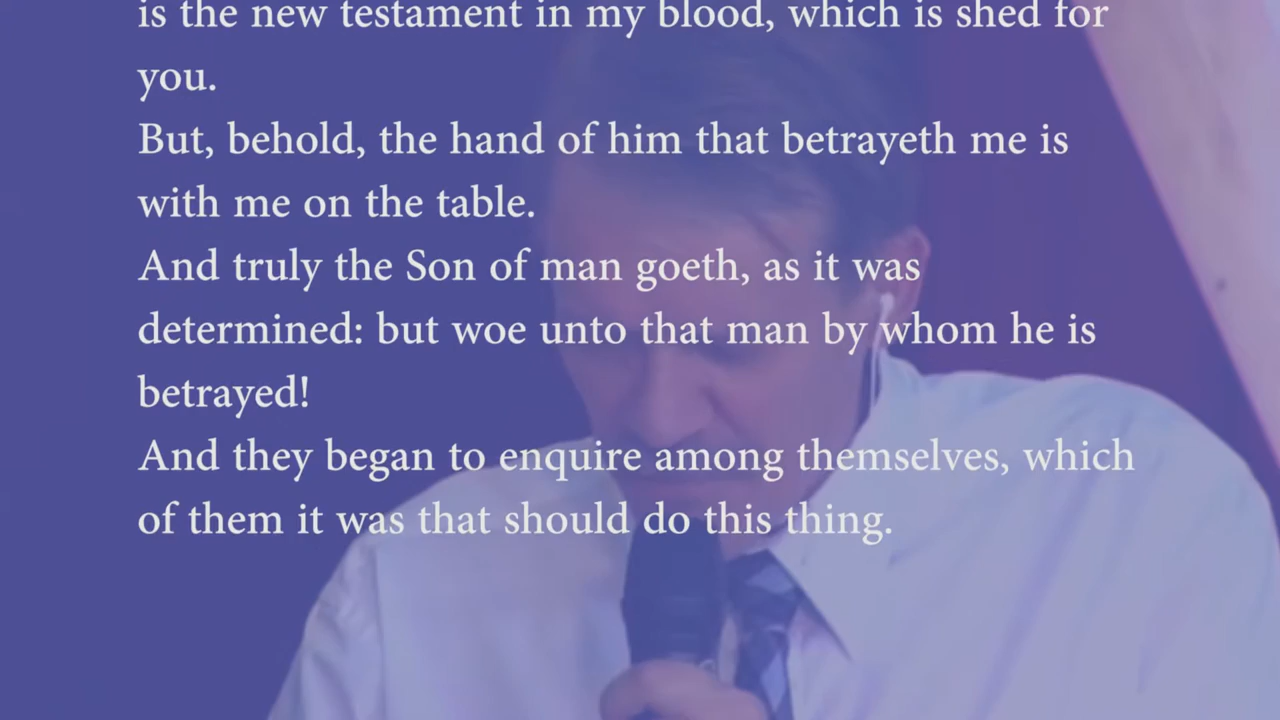 is the new testament in my blood, which is shed for
you.
But, behold, the hand of him that betrayeth me is
with me on the table.
And truly the Son of man goeth, as it was
determined: but woe unto that man by whom he is
betrayed!
And they began to enquire among themselves, which
of them it was that should do this thing.